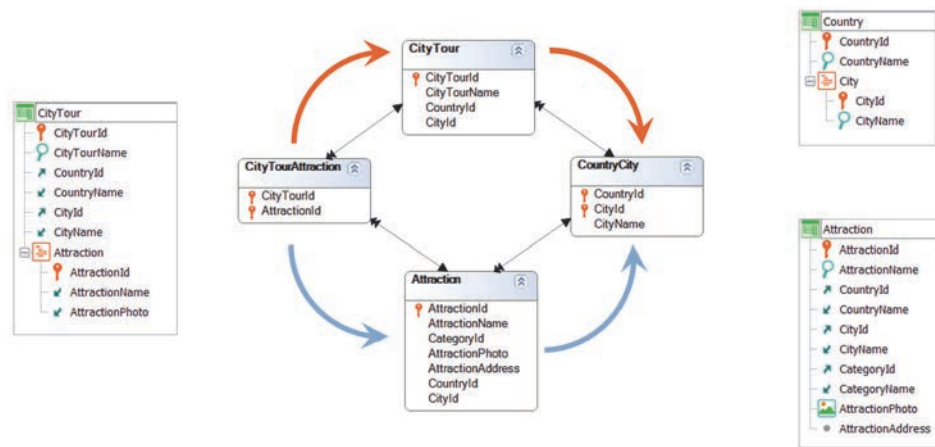 CityTour
CityTourId
CityTourName
CountryId
CountryName
CityId
CityName
Attraction
AttractionId
AttractionName
AttractionPhoto
CityTour
CityTourId
CityTourName
CountryId
CityId
CityTourAttraction
CityTourId
AttractionId
CountryCity
CountryId
CityId
CityName
Attraction
AttractionId
AttractionName
CategoryId
AttractionPhoto
AttractionAddress
CountryId
CityId
Country
CountryId
CountryName
City
CityId
CityName
Attraction
AttractionId
AttractionName
CountryId
CountryName
CityId
CityName
CategoryId
CategoryName
AttractionPhoto
AttractionAddress